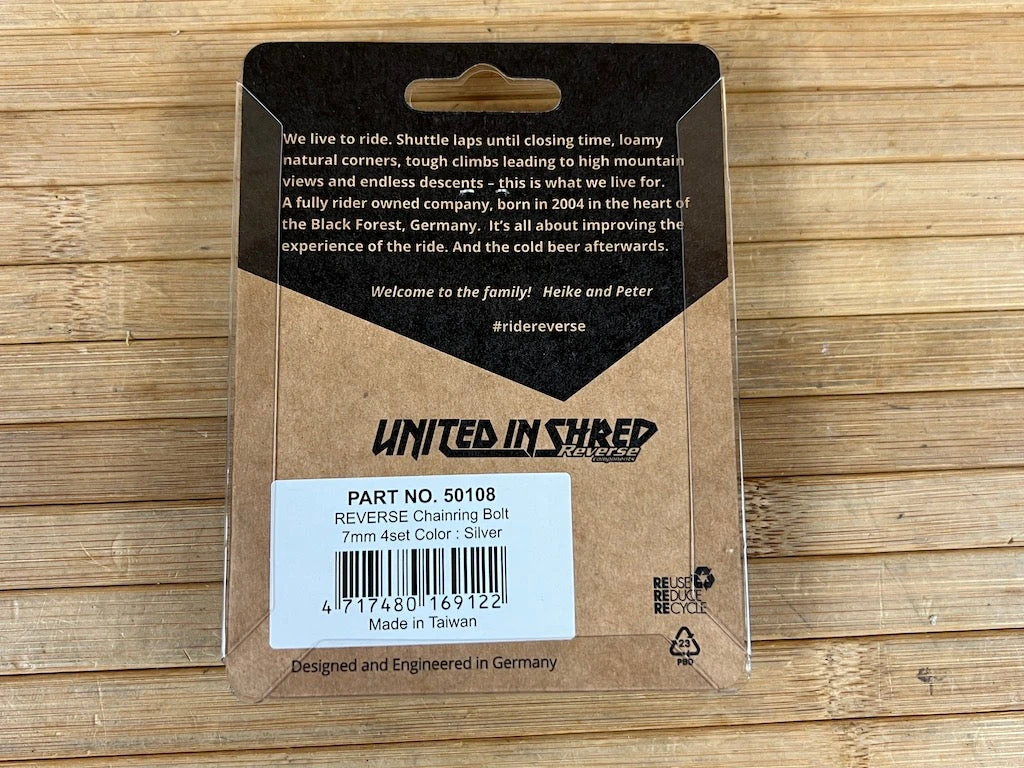 We live to ride. Shuttle laps until closing time, loamy
natural corners, tough climbs leading to high mountain
views and endless descents – this is what we live for.
A fully rider owned company, born in 2004 in the heart of
the Black Forest, Germany. It's all about improving the
experience of the ride. And the cold beer afterwards.
Welcome to the family! Heike and Peter
#ridereverse
UNITED IN SHRED
Reverse
components
PART NO. 50108
REVERSE Chainring Bolt
7mm 4set Color : Silver
4 717480 169122
Made in Taiwan
REUSE
REDUCE
RECYCLE
23
PBD
Designed and Engineered in Germany